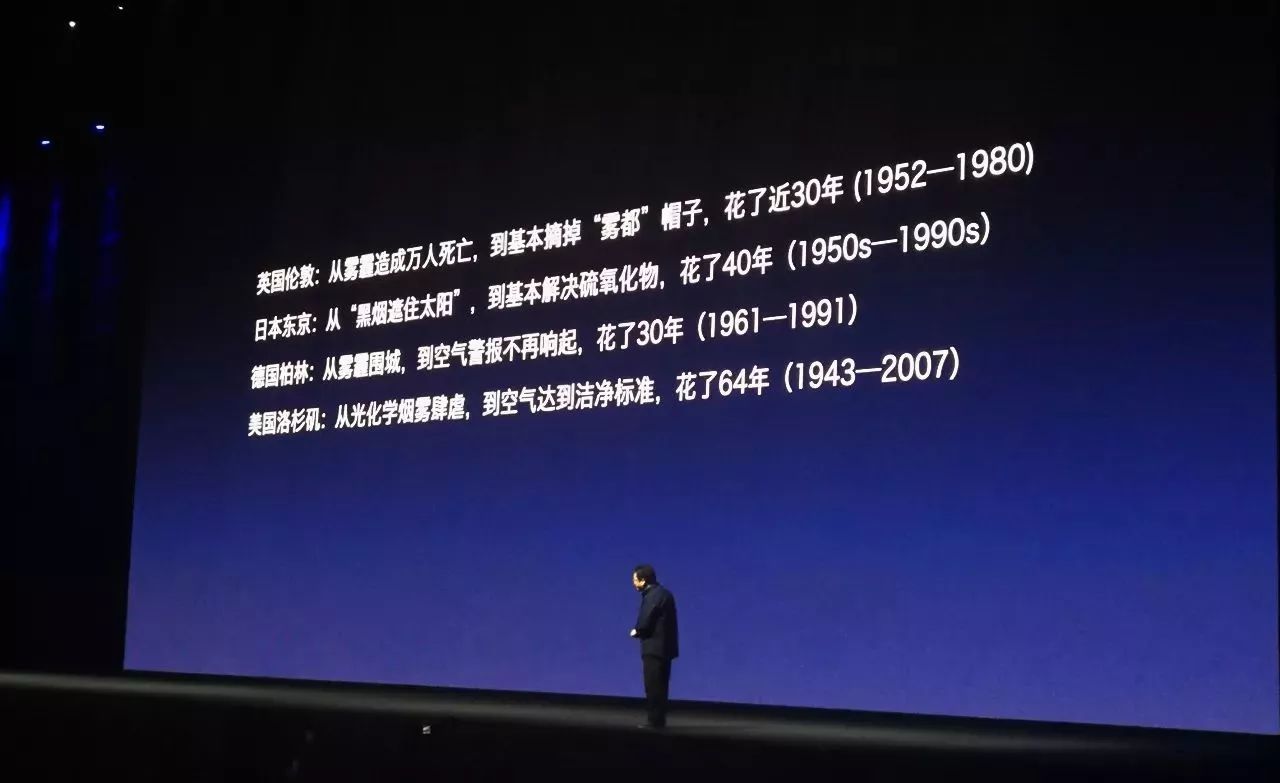 英国伦敦：从雾霾造成万人死亡，到基本摘掉“雾都”帽子，花了近30年 (1952—1980)
日本东京：从“黑烟遮住太阳”，到基本解决硫氧化物，花了40年（1950s—1990s）
德国柏林：从雾霾围城，到空气警报不再响起，花了30年（1961—1991）
美国洛杉矶：从光化学烟雾肆虐，到空气达到洁净标准，花了64年（1943—2007）